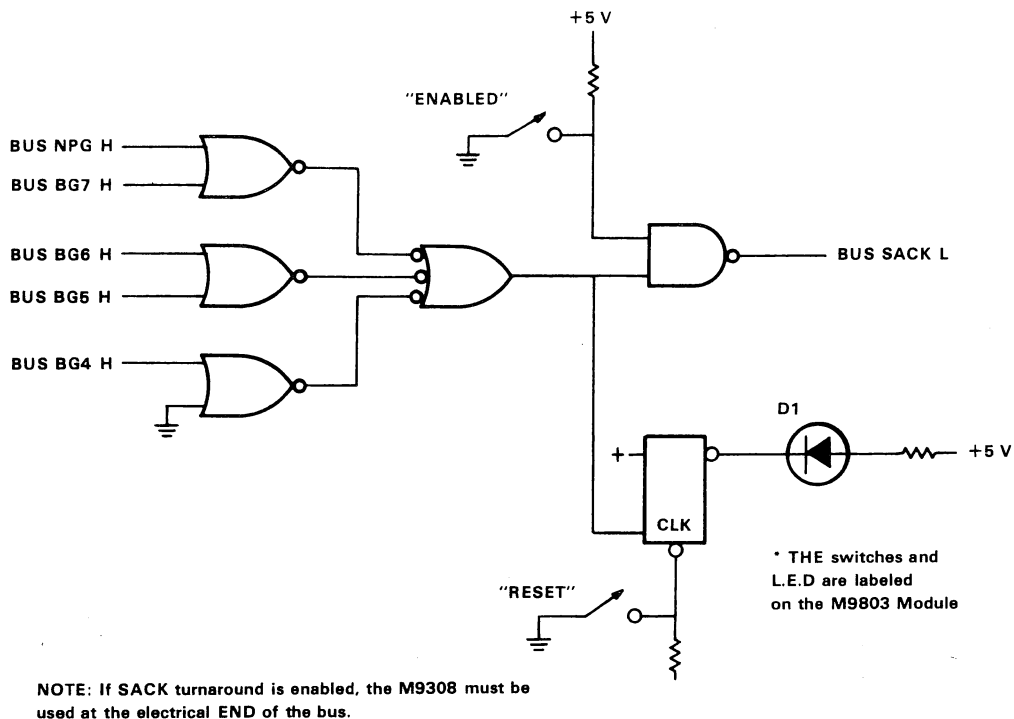 +5 V
"ENABLED"
BUS NPG H
BUS BG7 H
BUS BG6 H
BUS SACK L
BUS BG5 H
BUS BG4 H
D1
+
+5 V
CLK
* THE switches and
L.E.D are labeled
on the M9803 Module
"RESET"
NOTE: If SACK turnaround is enabled, the M9308 must be
used at the electrical END of the bus.